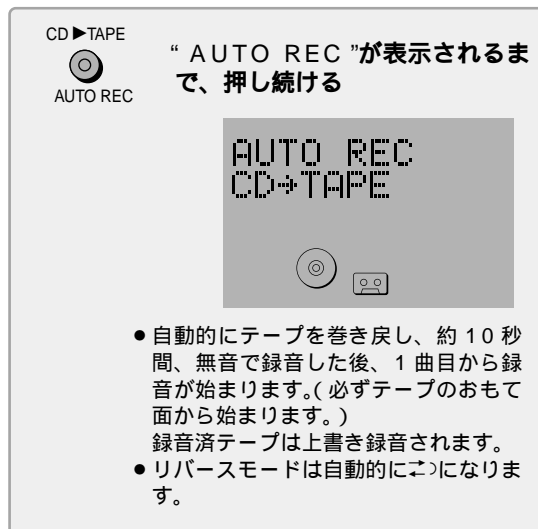 CD▶TAPE
AUTO REC
“AUTO REC”が表示されるま
で、押し続ける
AUTO REC
CD→TAPE
●自動的にテープを巻き戻し、約10秒
間、無音で録音した後、1曲目から録
音が始まります。(必ずテープのおもて
面から始まります。)
録音済テープは上書き録音されます。
●リバースモードは自動的に⮂になりま
す。